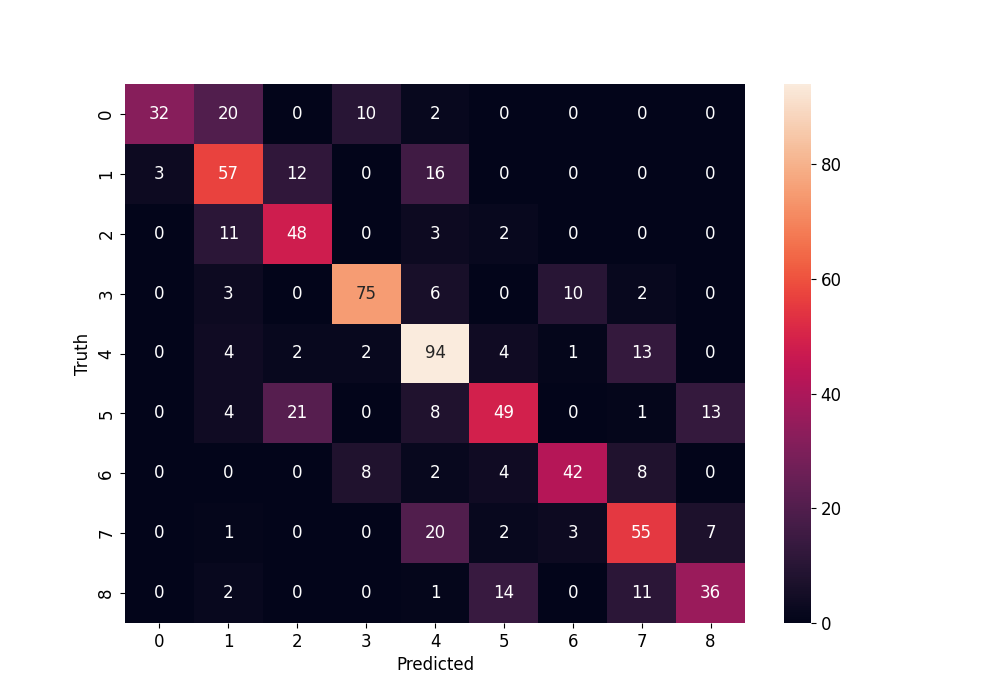 0 32 20 0 10 2 0 0 0 0
1 3 57 12 0 16 0 0 0 0
2 0 11 48 0 3 2 0 0 0
3 0 3 0 75 6 0 10 2 0
4 0 4 2 2 94 4 1 13 0
5 0 4 21 0 8 49 0 1 13
6 0 0 0 8 2 4 42 8 0
7 0 1 0 0 20 2 3 55 7
8 0 2 0 0 1 14 0 11 36
0 1 2 3 4 5 6 7 8
Predicted
Truth
80
60
40
20
0